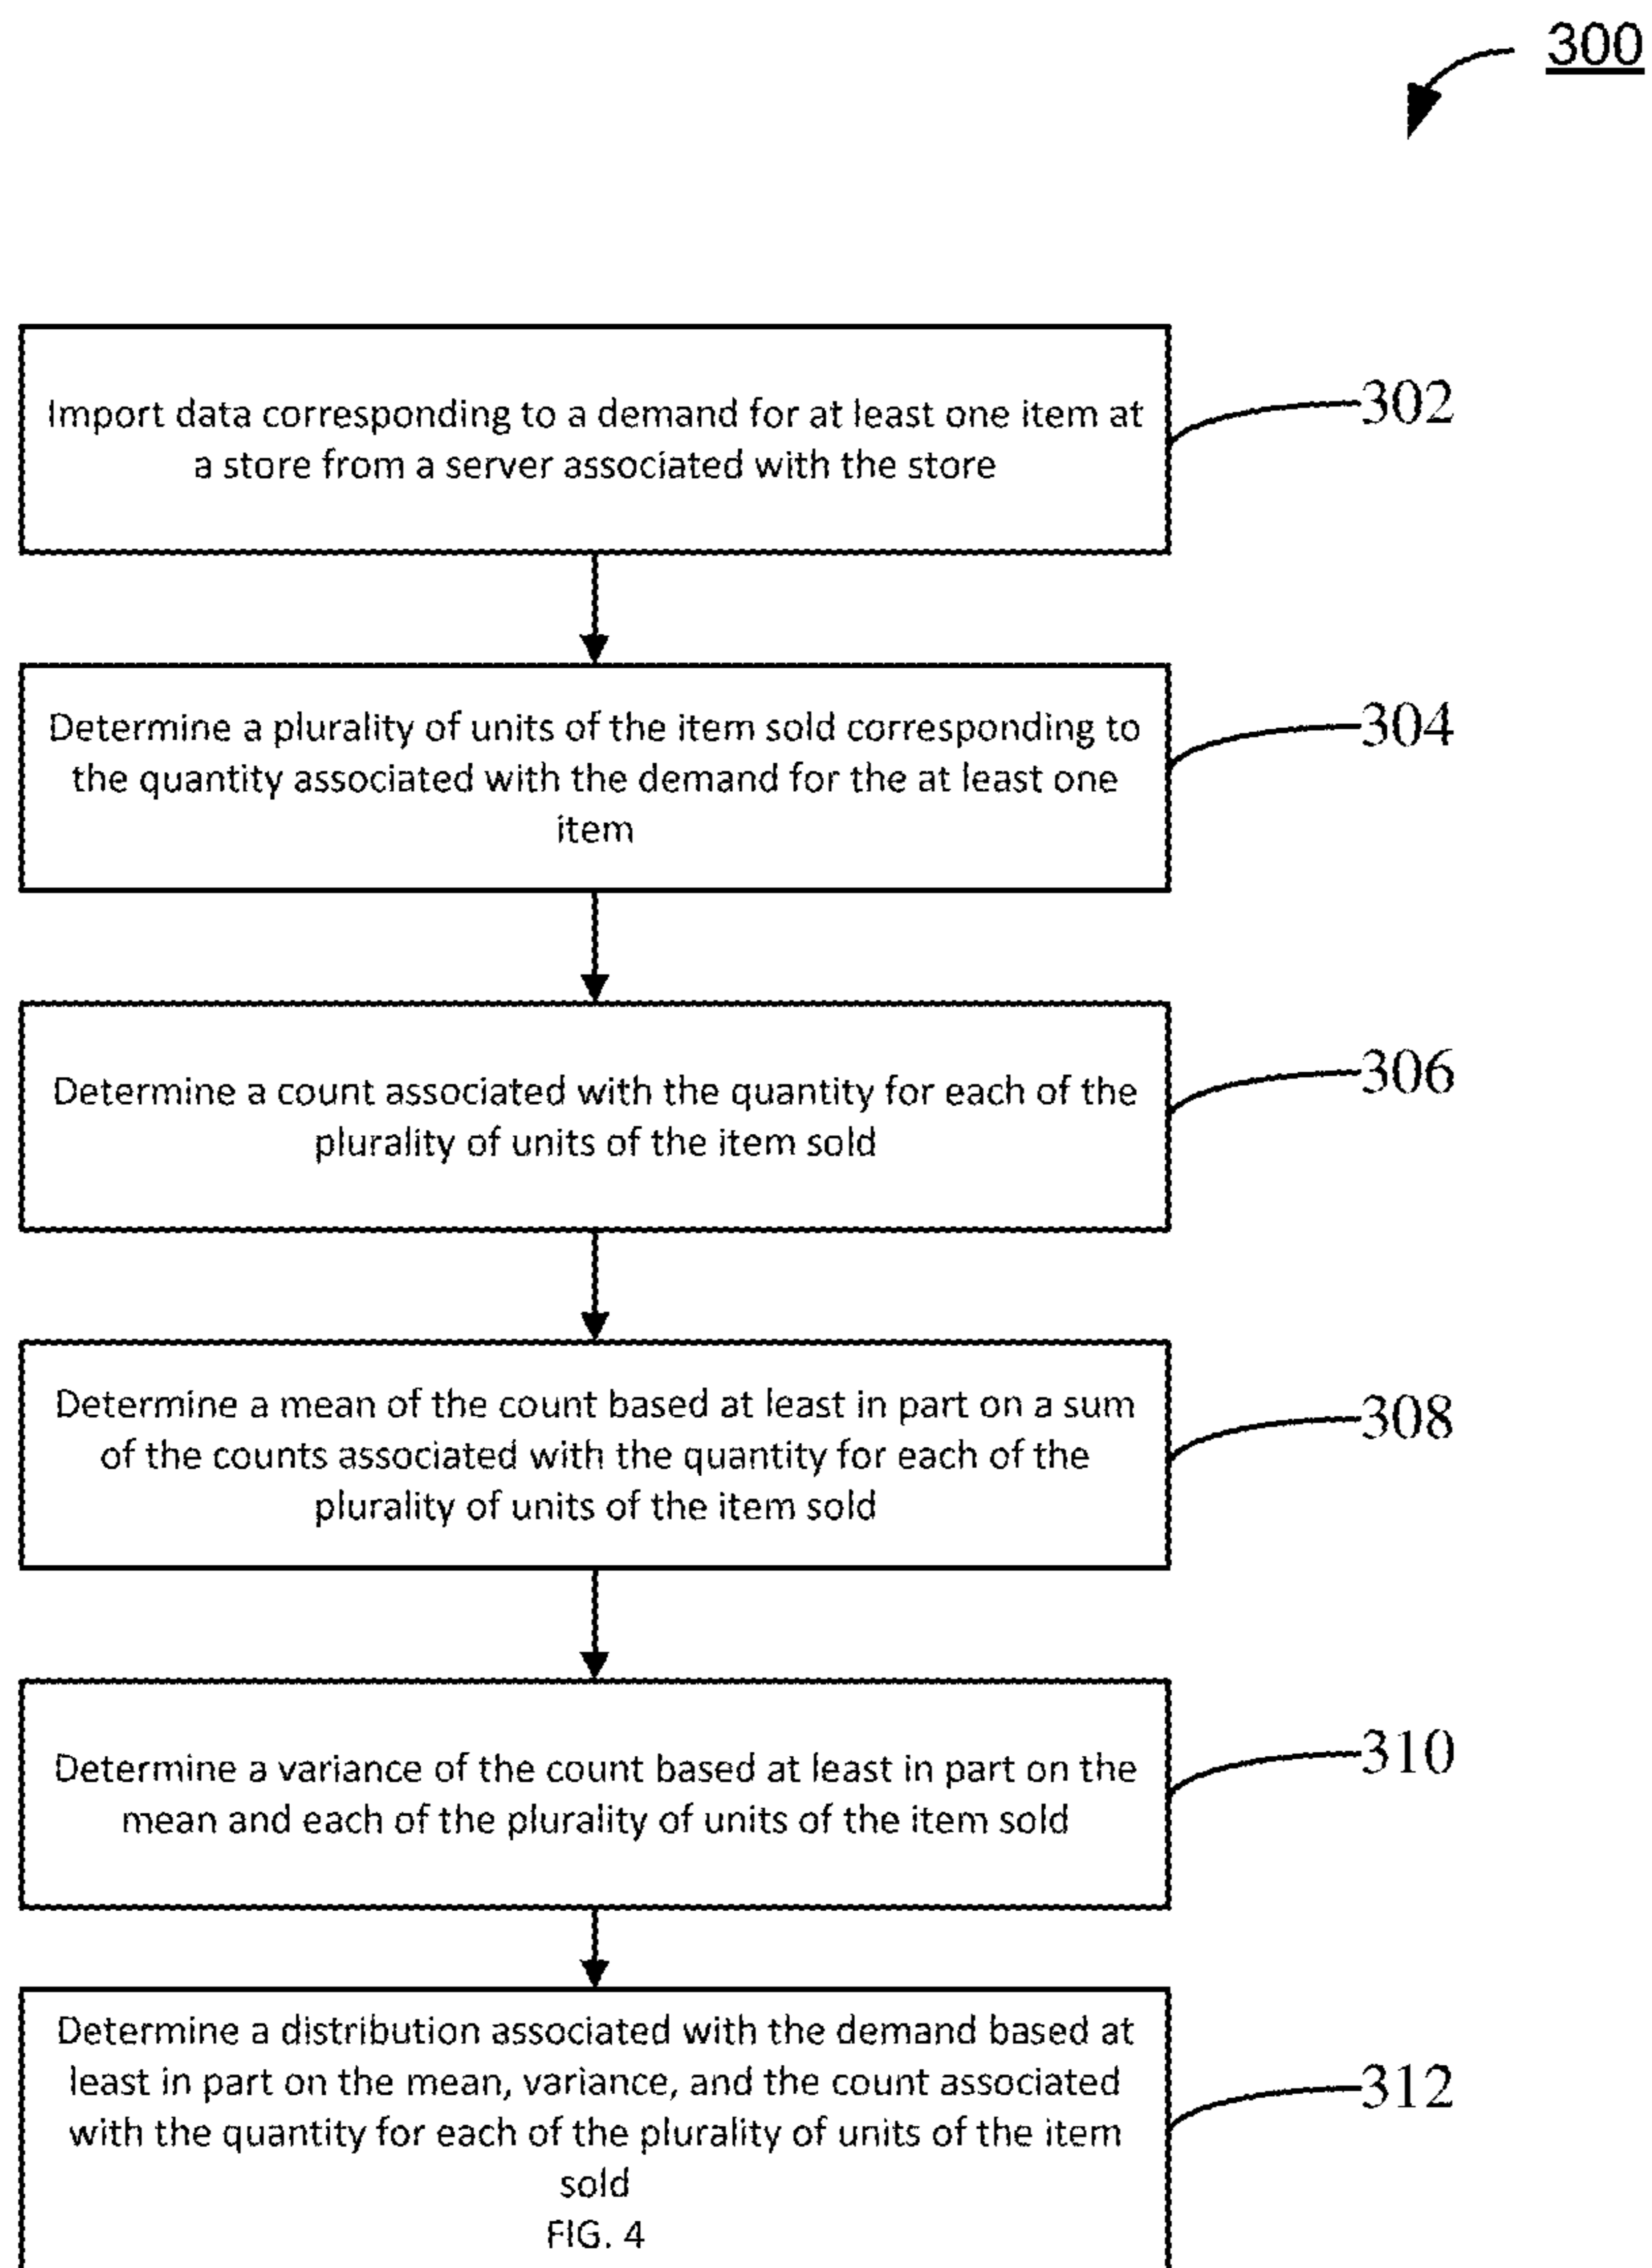 300
Import data corresponding to a demand for at least one item at
a store from a server associated with the store
302
Determine a plurality of units of the item sold corresponding to
the quantity associated with the demand for the at least one
item
304
Determine a count associated with the quantity for each of the
plurality of units of the item sold
306
Determine a mean of the count based at least in part on a sum
of the counts associated with the quantity for each of the
plurality of units of the item sold
308
Determine a variance of the count based at least in part on the
mean and each of the plurality of units of the item sold
310
Determine a distribution associated with the demand based at
least in part on the mean, variance, and the count associated
with the quantity for each of the plurality of units of the item
sold
312
FIG. 4